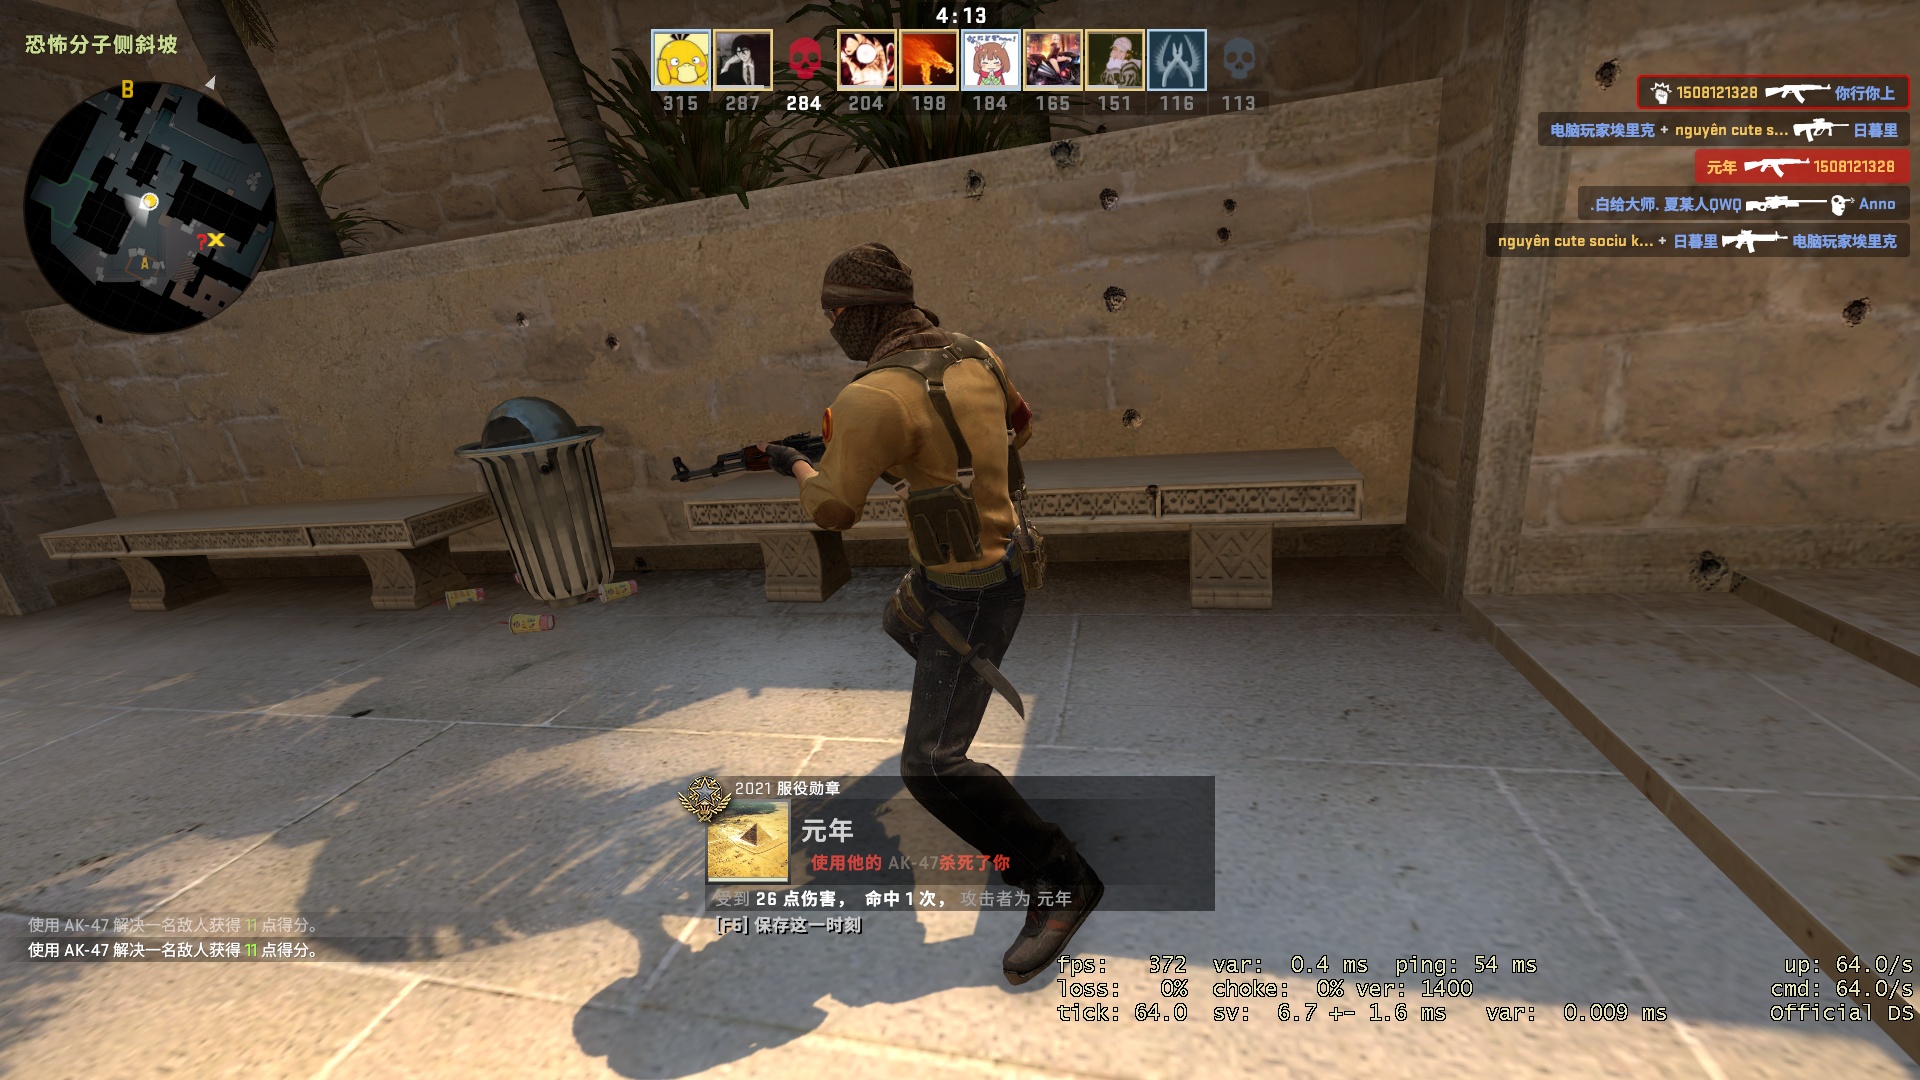 4:13
恐怖分子侧斜坡
B
315 287 284 204 198 184 165 151 116 113
1508121328 你行你上
电脑玩家埃里克 + nguyên cute s... 日暮里
元年 1508121328
.白给大师. 夏某人QWQ Anno
nguyên cute sociu k... + 日暮里 电脑玩家埃里克
? X
A
2021 服役勋章
元年
使用他的 AK-47杀死了你
受到 26 点伤害， 命中 1 次， 攻击者为 元年
[F6] 保存这一时刻
使用 AK-47 解决一名敌人获得 11 点得分。
使用 AK-47 解决一名敌人获得 11 点得分。
fps: 372 var: 0.4 ms ping: 54 ms up: 64.0/s
loss: 0% choke: 0% ver: 1400 cmd: 64.0/s
tick: 64.0 sv: 6.7 +- 1.6 ms var: 0.009 ms Official DS